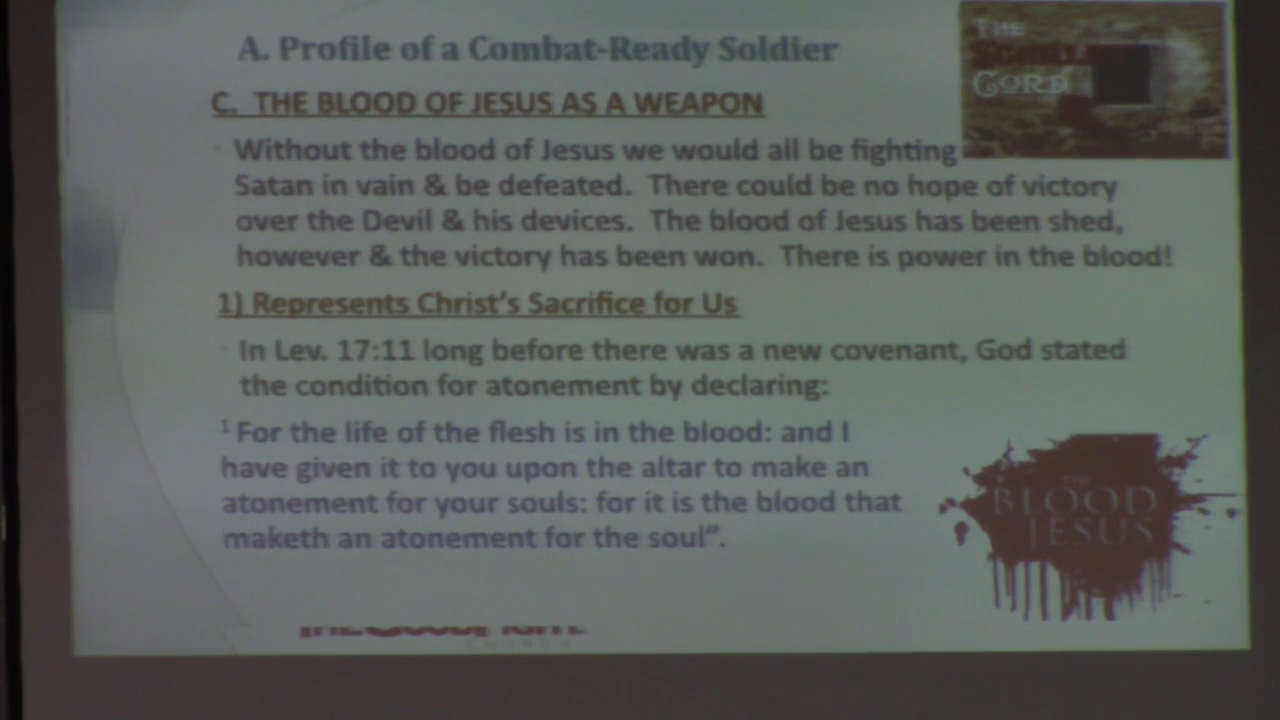 A. Profile of a Combat-Ready Soldier
THE
GORD
C. THE BLOOD OF JESUS AS A WEAPON
Without the blood of Jesus we would all be fighting
Satan in vain & be defeated. There could be no hope of victory
over the Devil & his devices. The blood of Jesus has been shed,
however & the victory has been won. There is power in the blood!
1) Represents Christ's Sacrifice for Us
In Lev. 17:11 long before there was a new covenant, God stated
the condition for atonement by declaring:
1 For the life of the flesh is in the blood: and I
have given it to you upon the altar to make an
atonement for your souls: for it is the blood that
maketh an atonement for the soul”.
BLOOD
JESUS